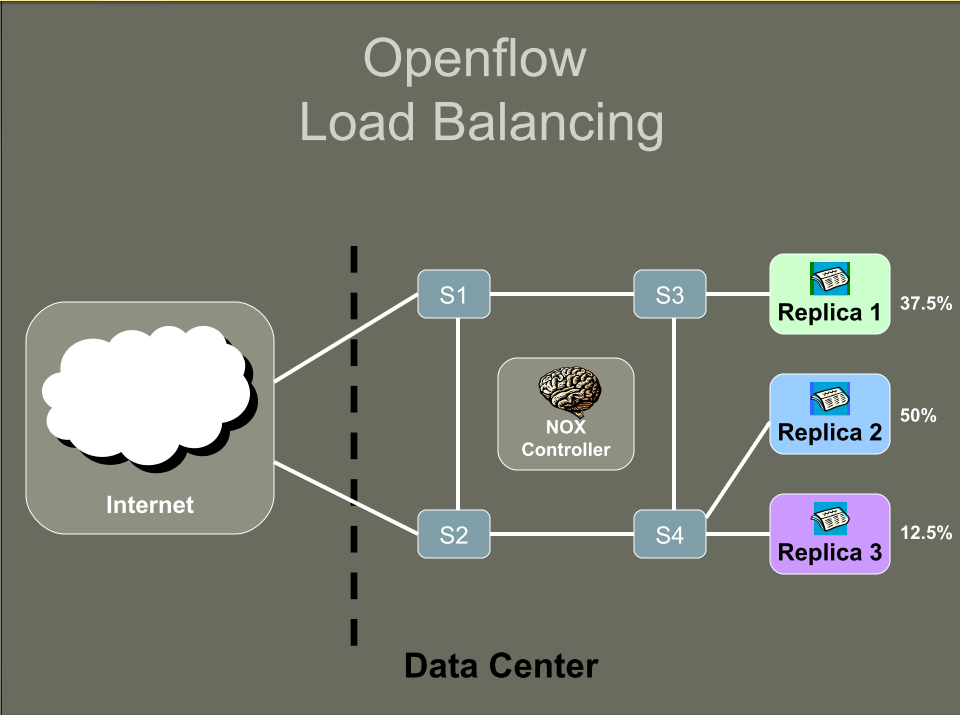 Openflow
Load Balancing
S1
S3
Replica 1
37.5%
NOX
Controller
Replica 2
50%
Internet
S2
S4
Replica 3
12.5%
Data Center